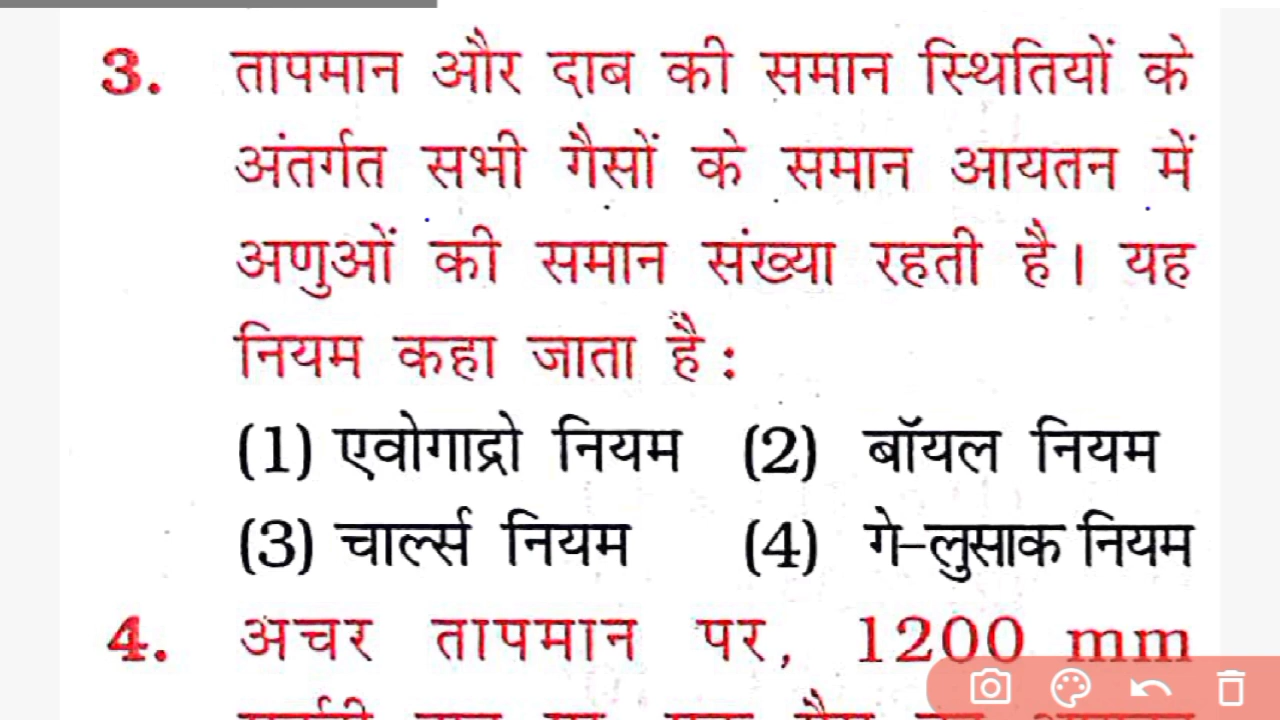 3. तापमान और दाब की समान स्थितियों के
अंतर्गत सभी गैसों के समान आयतन में
अणुओं की समान संख्या रहती है। यह
नियम कहा जाता है :
(1) एवोगाद्रो नियम (2) बॉयल नियम
(3) चार्ल्स नियम (4) गे-लुसाक नियम
4. अचर तापमान पर, 1200 mm